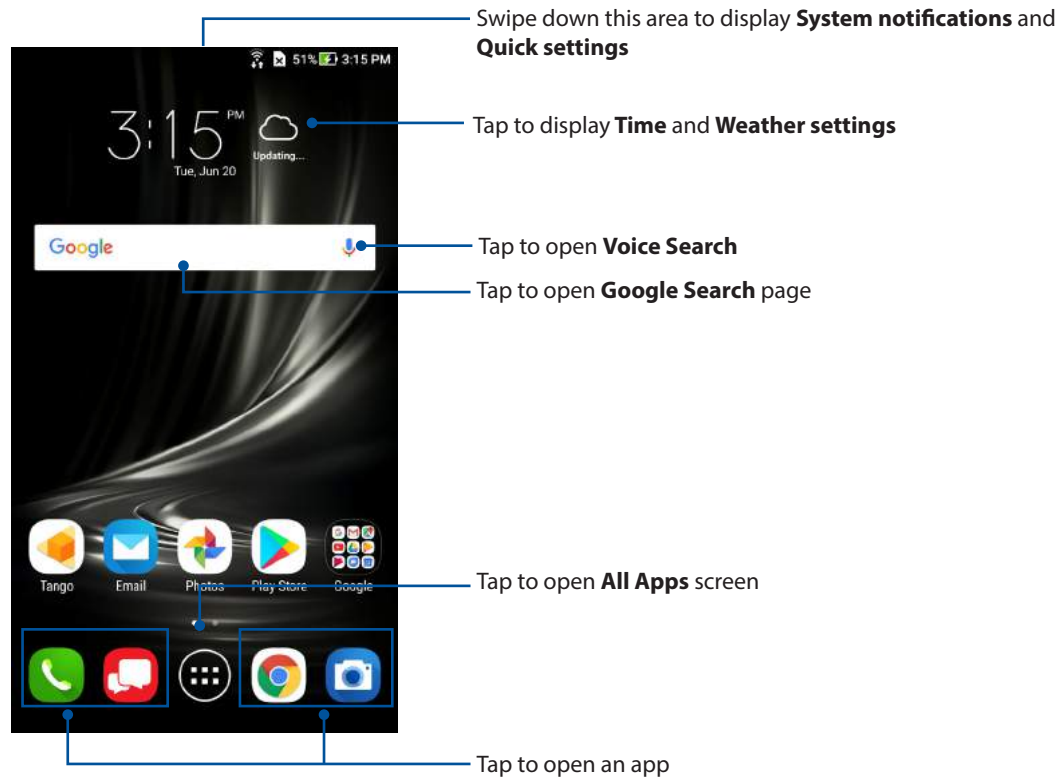 Swipe down this area to display System notifications and
Quick settings
51% 3:15 PM
3:15 PM
Tue, Jun 20
Updating...
Tap to display Time and Weather settings
Google
Tap to open Voice Search
Tap to open Google Search page
Tango Email Photos Play Store Google
Tap to open All Apps screen
Tap to open an app